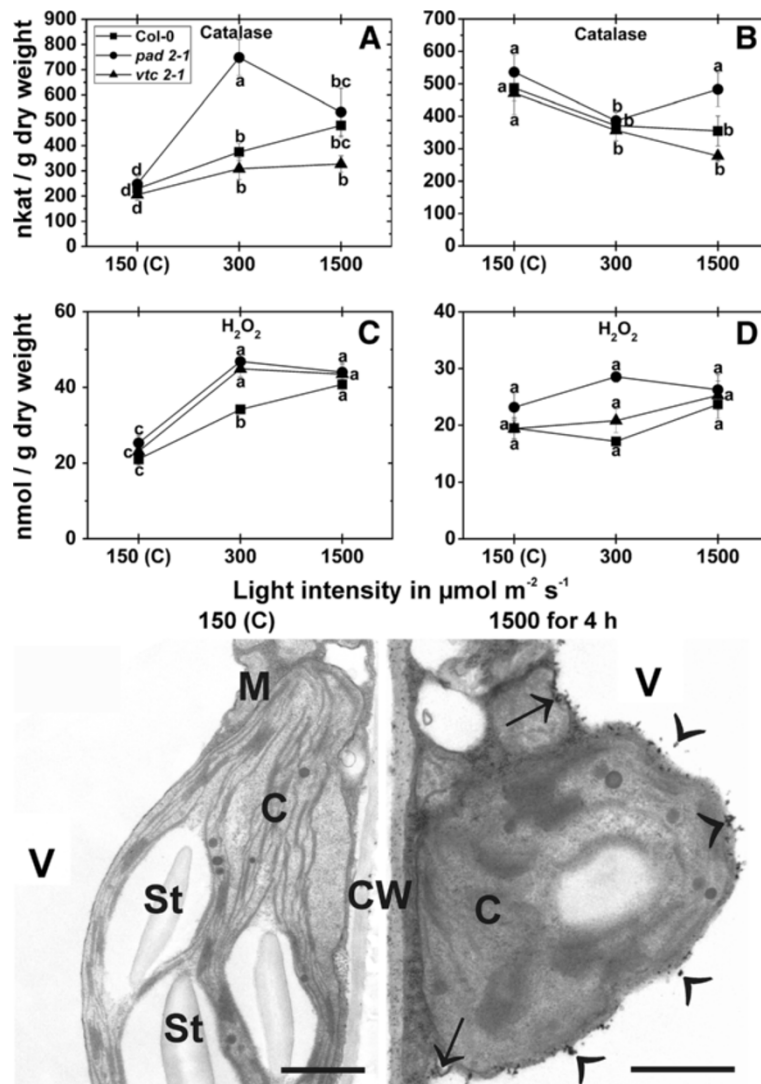 Col-0
pad 2-1
vtc 2-1
Catalase
A
nkat / g dry weight
900
800
700
600
500
400
300
200
100
0
d
d
d
a
b
b
bc
bc
b
150 (C)
300
1500
Catalase
B
700
600
500
400
300
200
100
0
a
a
a
b
b
b
a
b
b
150 (C)
300
1500
H₂O₂
C
nmol / g dry weight
60
40
20
0
c
c
c
a
a
b
a
a
a
150 (C)
300
1500
H₂O₂
D
40
30
20
10
0
a
a
a
a
a
a
a
a
a
150 (C)
300
1500
Light intensity in µmol m⁻² s⁻¹
150 (C)
1500 for 4 h
M
V
C
V
St
CW
C
St